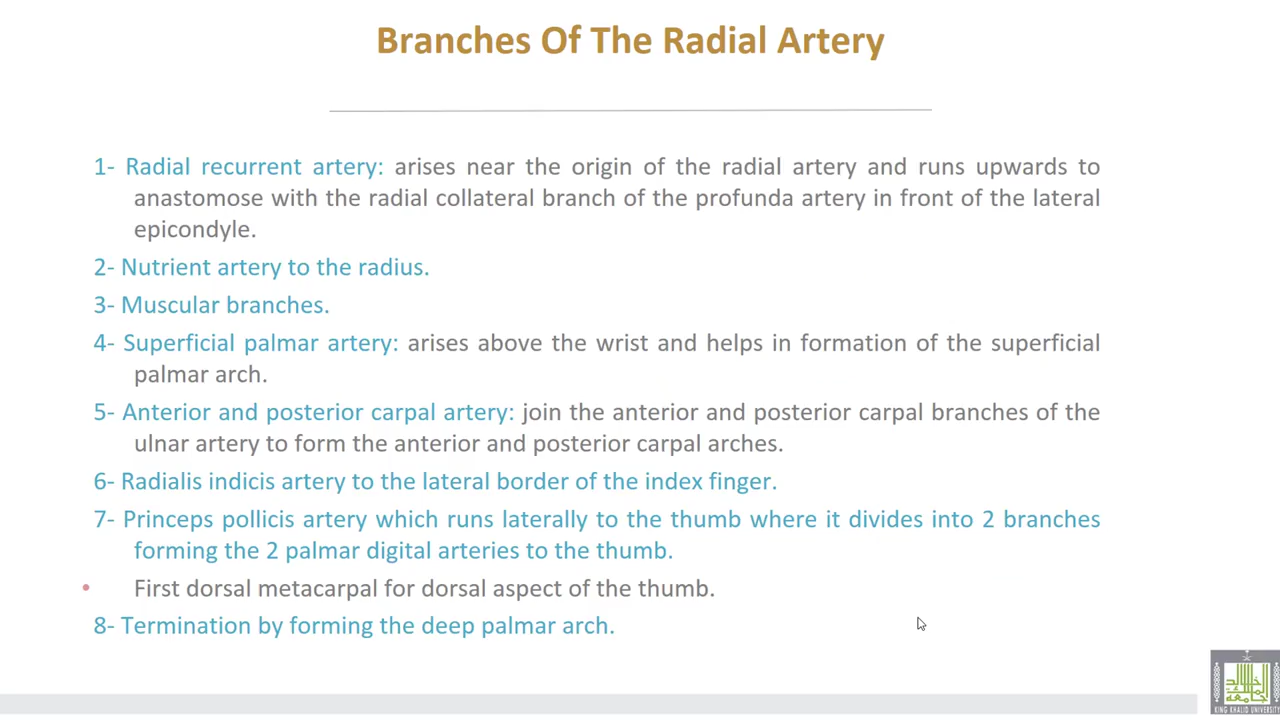 Branches Of The Radial Artery
1- Radial recurrent artery: arises near the origin of the radial artery and runs upwards to
anastomose with the radial collateral branch of the profunda artery in front of the lateral
epicondyle.
2- Nutrient artery to the radius.
3- Muscular branches.
4- Superficial palmar artery: arises above the wrist and helps in formation of the superficial
palmar arch.
5- Anterior and posterior carpal artery: join the anterior and posterior carpal branches of the
ulnar artery to form the anterior and posterior carpal arches.
6- Radialis indicis artery to the lateral border of the index finger.
7- Princeps pollicis artery which runs laterally to the thumb where it divides into 2 branches
forming the 2 palmar digital arteries to the thumb.
• First dorsal metacarpal for dorsal aspect of the thumb.
8- Termination by forming the deep palmar arch.
KING KHALID UNIVERSITY